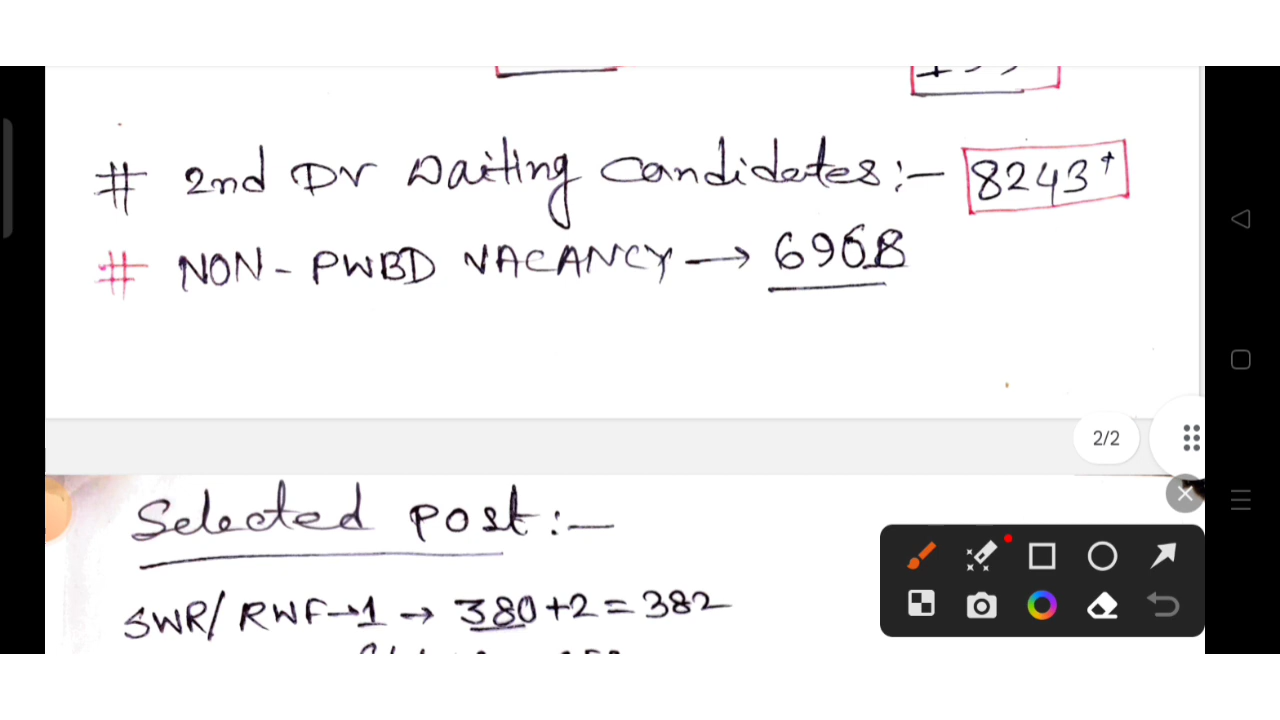 # 2nd DV Waiting Candidates:- 8243+
# NON-PWBD VACANCY → 6968
2/2
Selected Post:-
SWR/ RWF→1 → 380+2=382